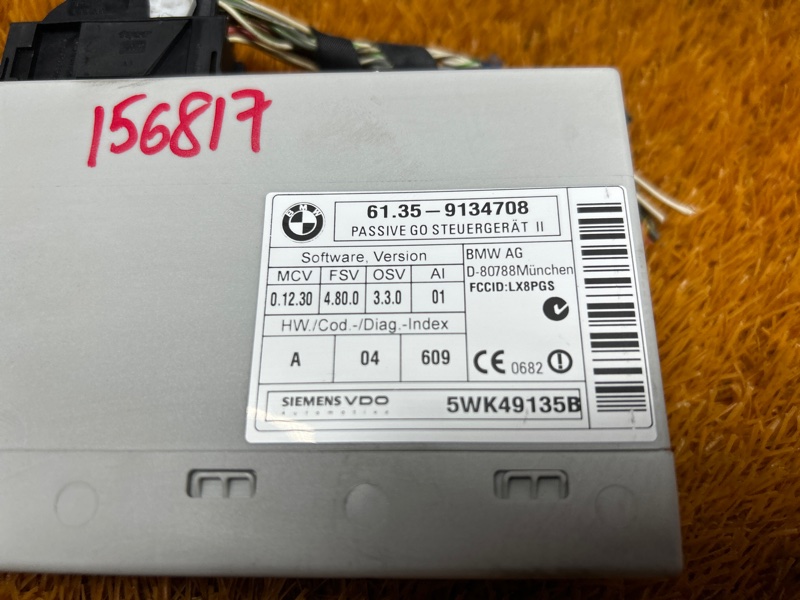 156817
BMW
61.35-9134708
PASSIVE GO STEUERGERÄT II
Software, Version
MCV FSV OSV AI
0.12.30 4.80.0 3.3.0 01
HW./Cod.-/Diag.-Index
A 04 609
BMW AG
D-80788München
FCCID:LX8PGS
CE 0682
SIEMENS VDO
Automotive
5WK49135B